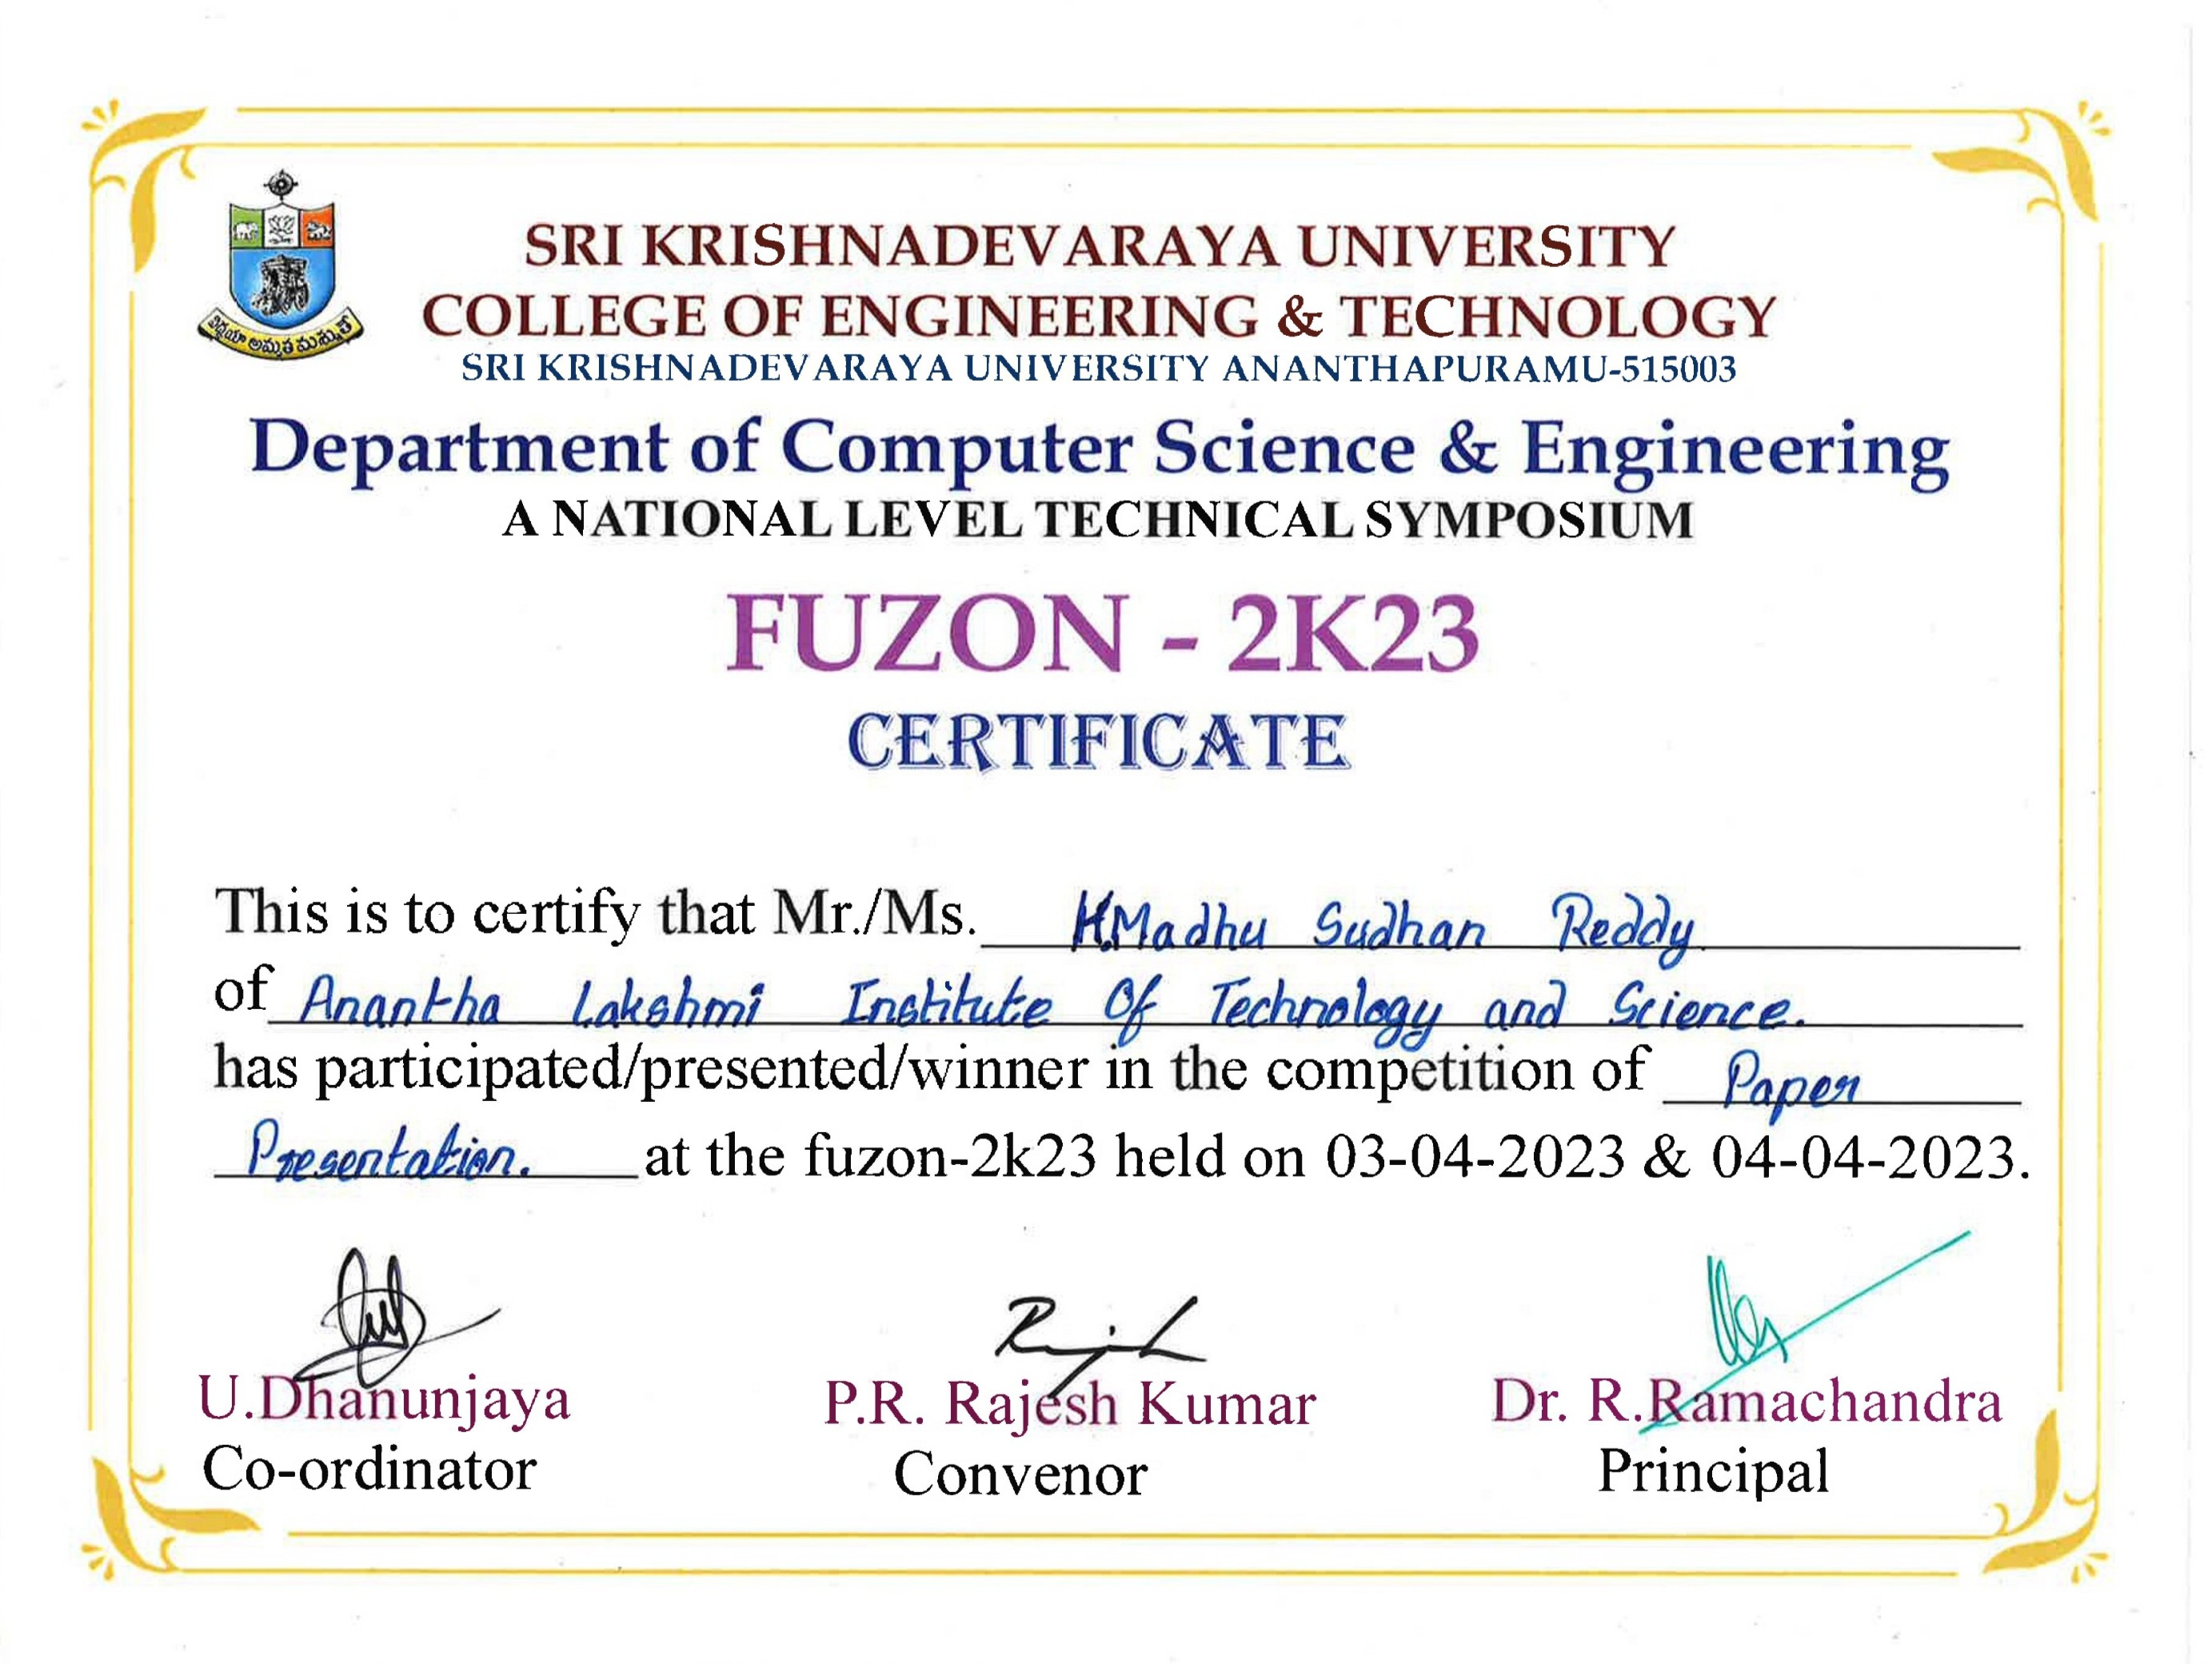 SRI KRISHNADEVARAYA UNIVERSITY
COLLEGE OF ENGINEERING & TECHNOLOGY
SRI KRISHNADEVARAYA UNIVERSITY ANANTHAPURAMU-515003
Department of Computer Science & Engineering
A NATIONAL LEVEL TECHNICAL SYMPOSIUM
FUZON - 2K23
CERTIFICATE
This is to certify that Mr./Ms. H.Madhu Sudhan Reddy
of Anantha Lakshmi Institute Of Technology and Science.
has participated/presented/winner in the competition of Paper
Presentation. at the fuzon-2k23 held on 03-04-2023 & 04-04-2023.
U.Dhanunjaya P.R. Rajesh Kumar Dr. R.Ramachandra
Co-ordinator Convenor Principal